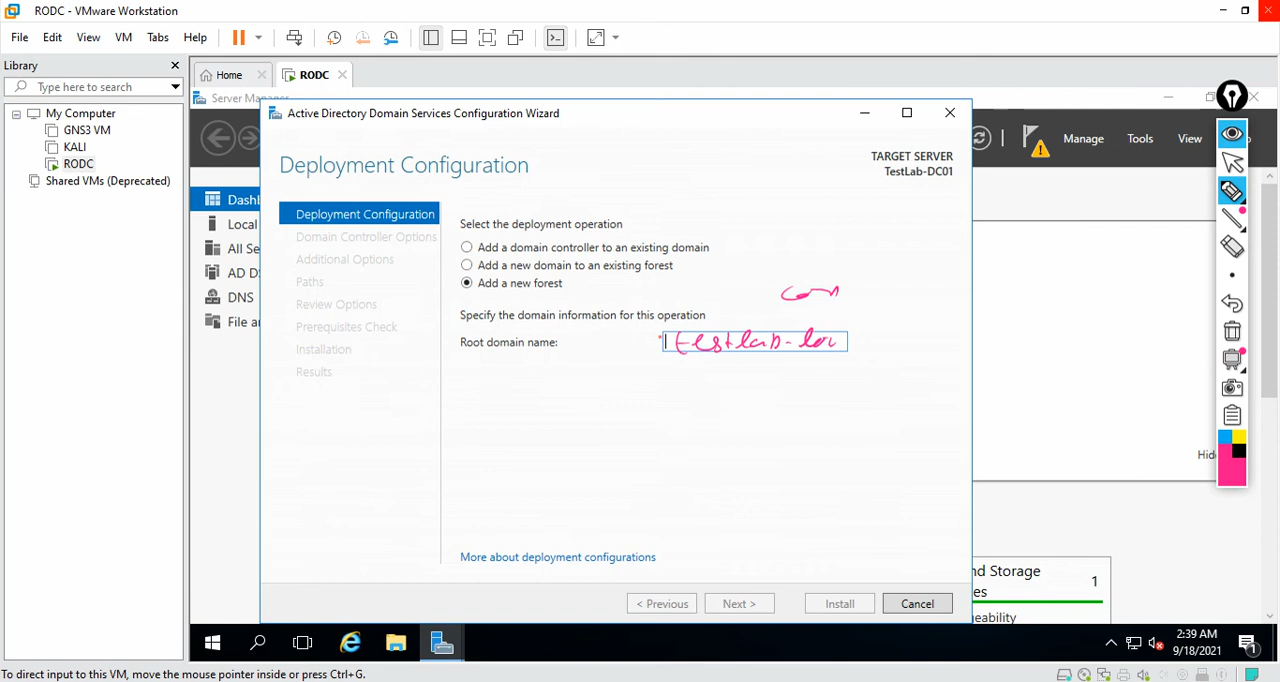 RODC - VMware Workstation
File Edit View VM Tabs Help
Library
Type here to search
My Computer
GNS3 VM
KALI
RODC
Shared VMs (Deprecated)
Home
RODC
Server Manager
Manage Tools View
Dashb
Local
All Se
AD DS
DNS
File an
Active Directory Domain Services Configuration Wizard
Deployment Configuration
TARGET SERVER
TestLab-DC01
Deployment Configuration
Domain Controller Options
Additional Options
Paths
Review Options
Prerequisites Check
Installation
Results
Select the deployment operation
Add a domain controller to an existing domain
Add a new domain to an existing forest
Add a new forest
com
Specify the domain information for this operation
Root domain name:
testlab-loc
More about deployment configurations
< Previous Next > Install Cancel
Hid
nd Storage
es
1
2:39 AM
9/18/2021
1
To direct input to this VM, move the mouse pointer inside or press Ctrl+G.